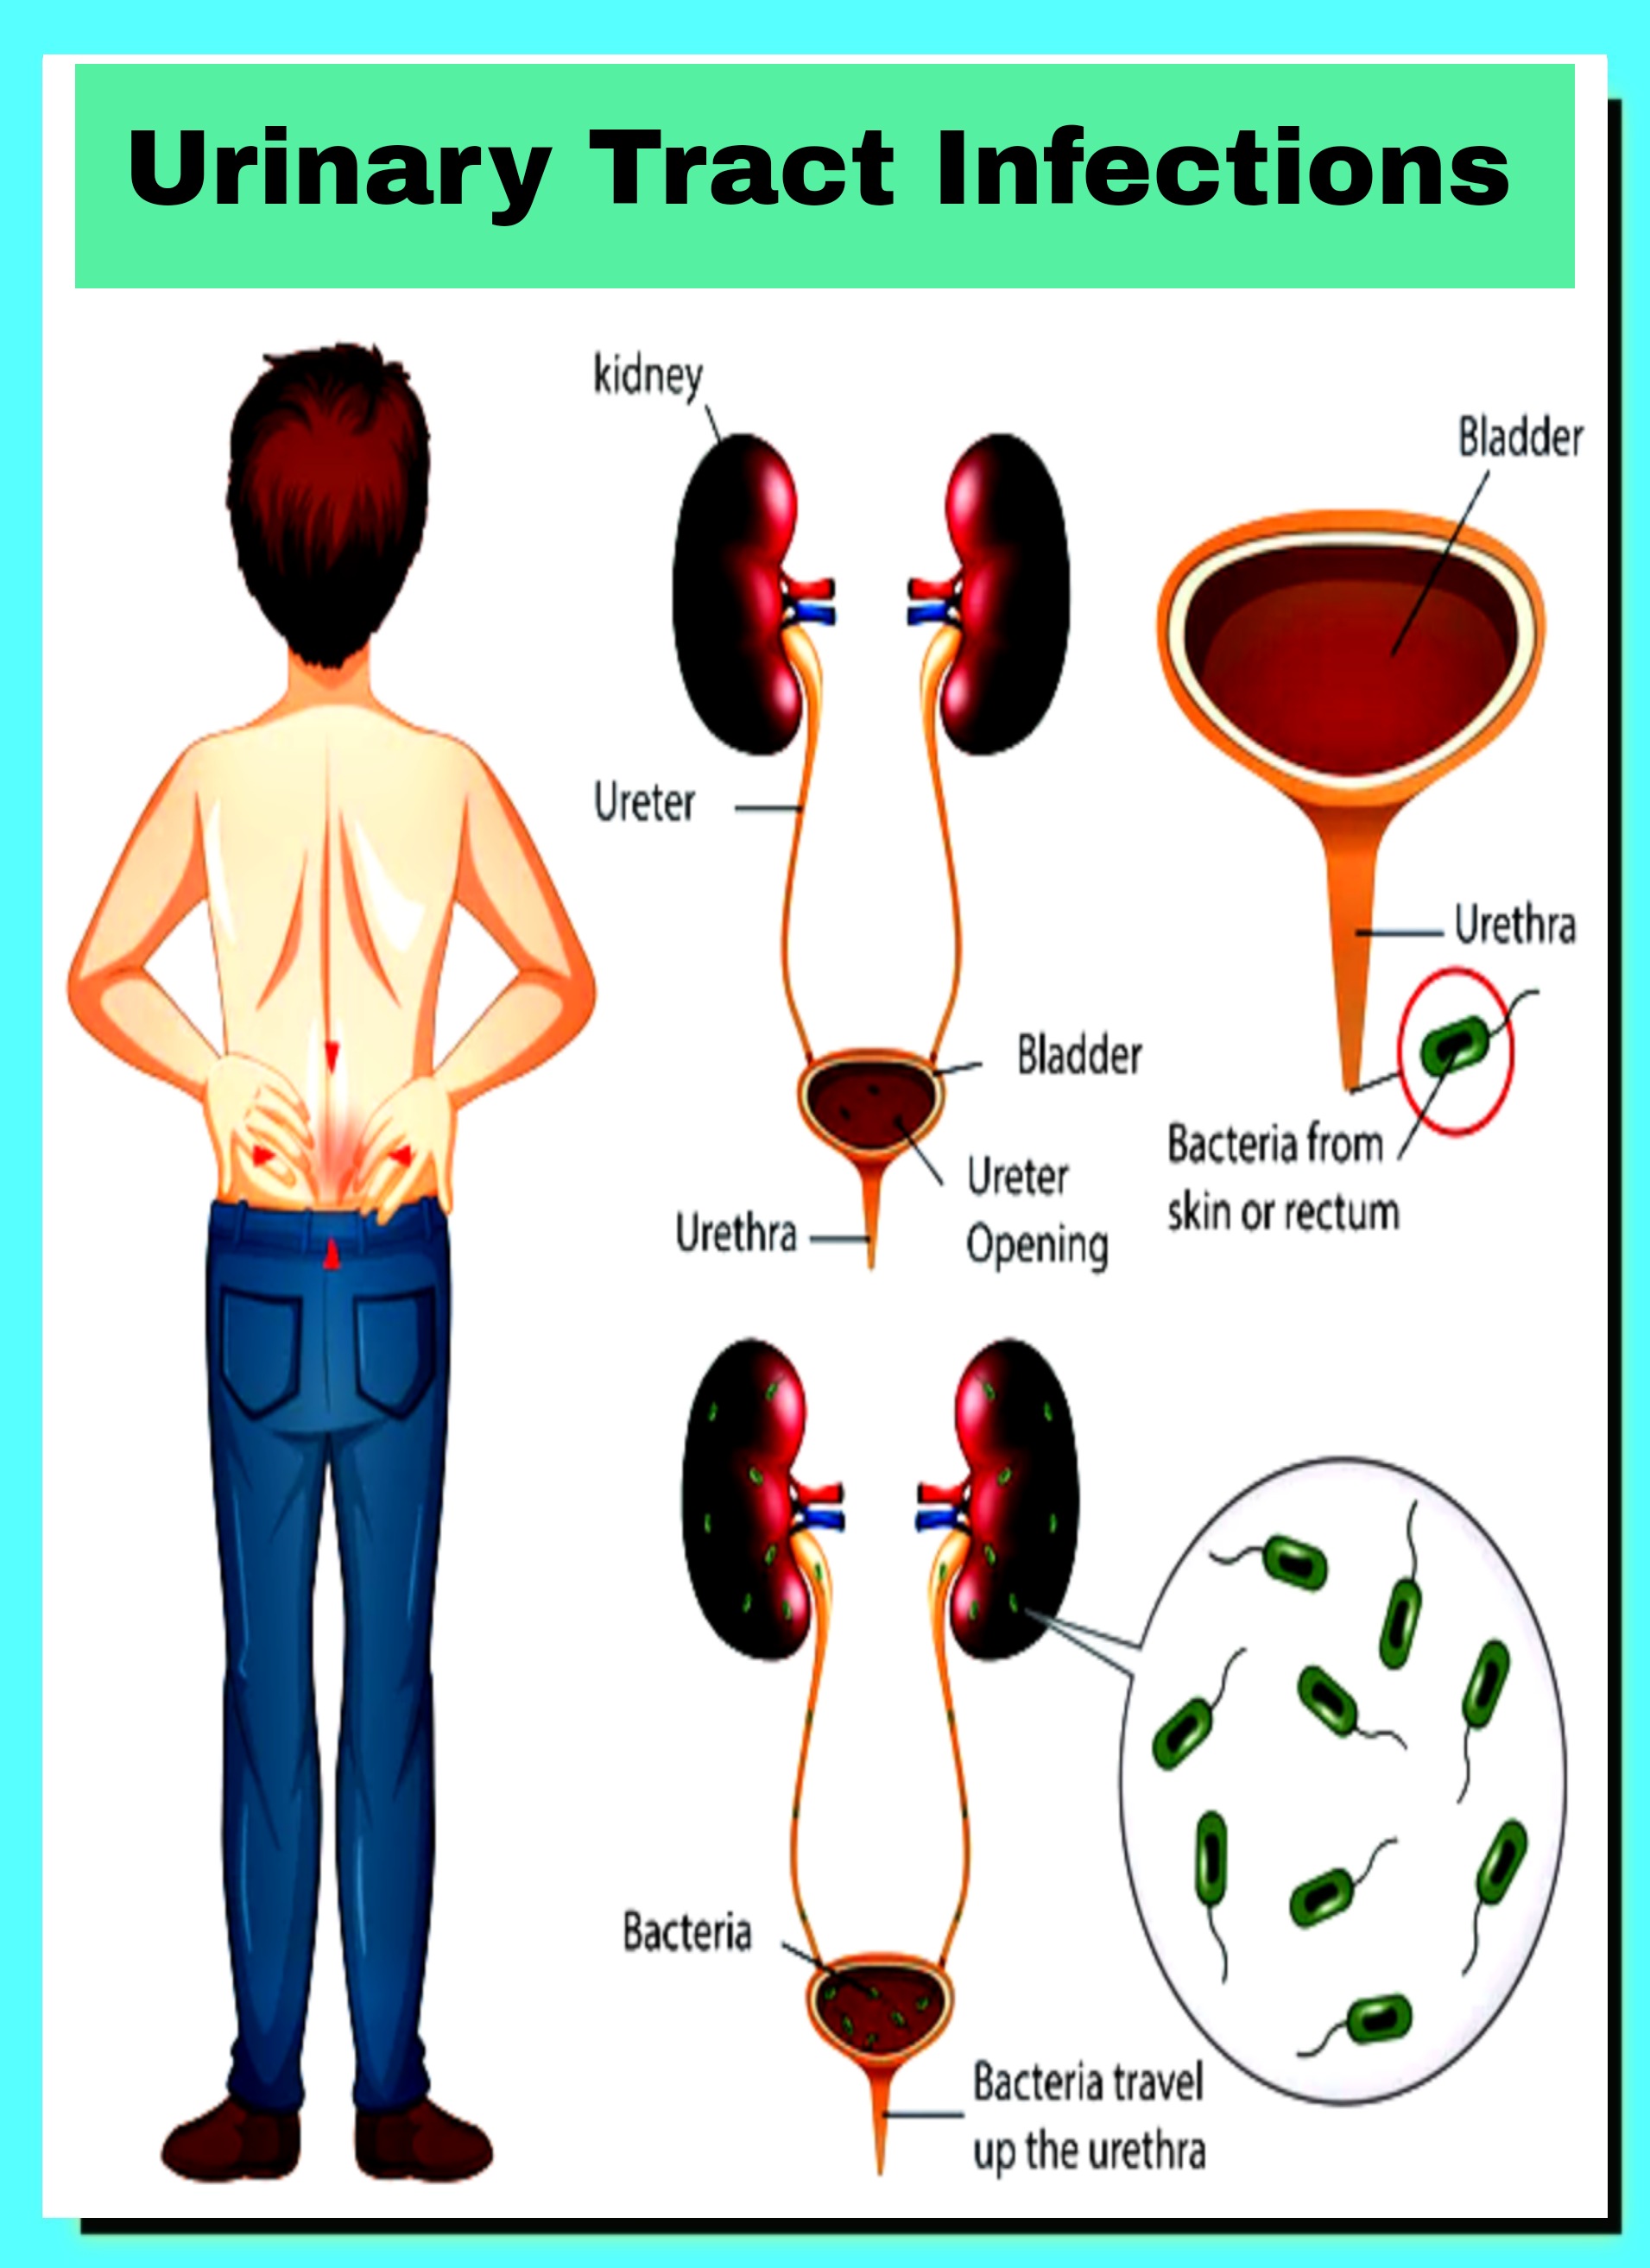 Urinary Tract Infections
kidney
Bladder
Ureter
Urethra
Bladder
Bacteria from
skin or rectum
Ureter
Opening
Urethra
Bacteria
Bacteria travel
up the urethra